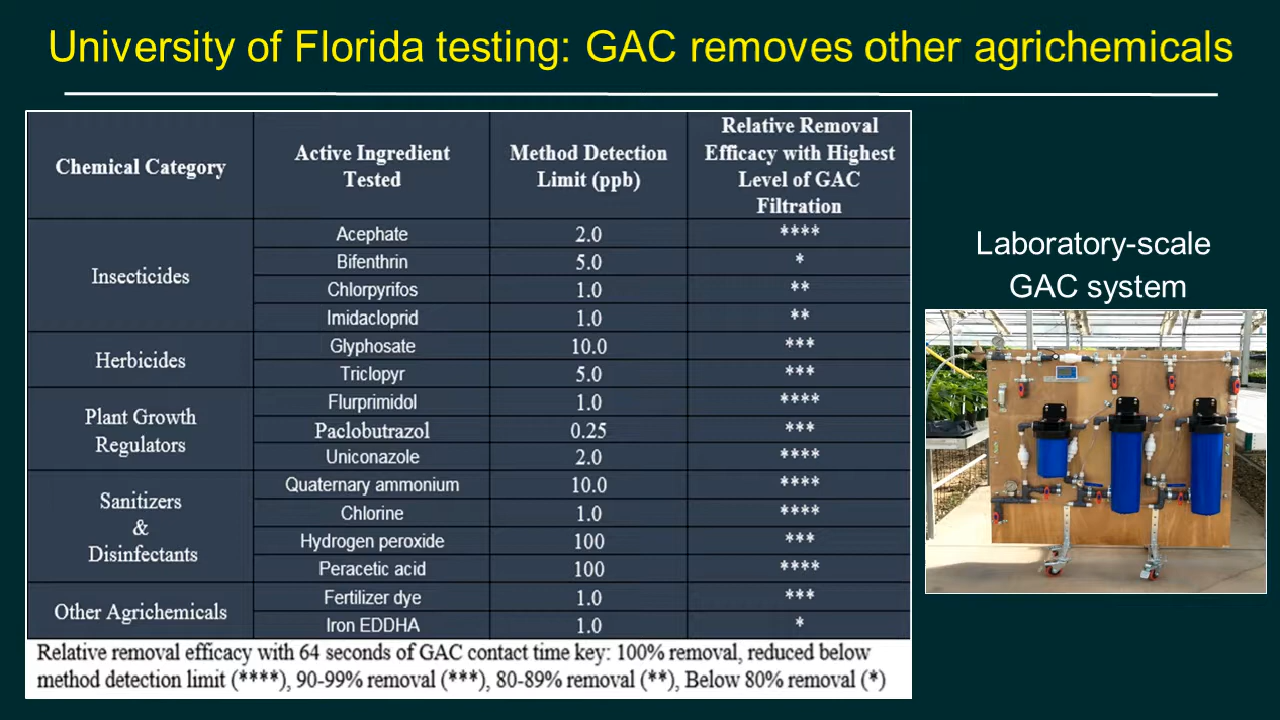 University of Florida testing: GAC removes other agrichemicals
Chemical Category
Active Ingredient
Tested
Method Detection
Limit (ppb)
Relative Removal
Efficacy with Highest
Level of GAC
Filtration
Insecticides
Acephate 2.0 ****
Bifenthrin 5.0 *
Chlorpyrifos 1.0 **
Imidacloprid 1.0 **
Herbicides
Glyphosate 10.0 ***
Triclopyr 5.0 ***
Plant Growth
Regulators
Flurprimidol 1.0 ****
Paclobutrazol 0.25 ***
Uniconazole 2.0 ****
Sanitizers
&
Disinfectants
Quaternary ammonium 10.0 ****
Chlorine 1.0 ****
Hydrogen peroxide 100 ***
Peracetic acid 100 ****
Other Agrichemicals
Fertilizer dye 1.0 ***
Iron EDDHA 1.0 *
Relative removal efficacy with 64 seconds of GAC contact time key: 100% removal, reduced below
method detection limit (****), 90-99% removal (***), 80-89% removal (**), Below 80% removal (*)
Laboratory-scale
GAC system